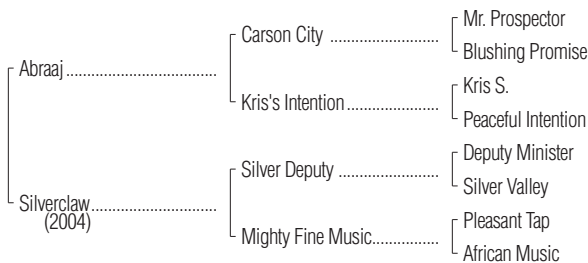 Mr. Prospector
Carson City
Blushing Promise
Abraaj
Kris S.
Kris's Intention
Peaceful Intention
Deputy Minister
Silver Deputy
Silver Valley
Silverclaw
(2004)
Pleasant Tap
Mighty Fine Music
African Music